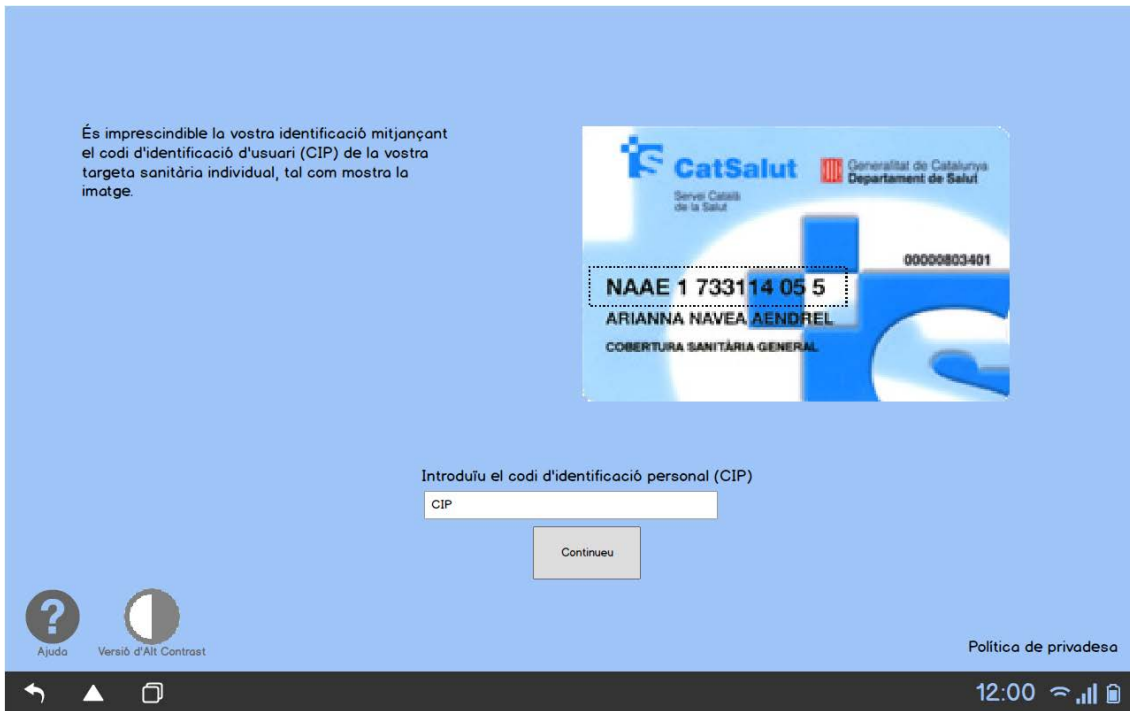 És imprescindible la vostra identificació mitjançant
el codi d'identificació d'usuari (CIP) de la vostra
targeta sanitària individual, tal com mostra la
imatge.
CatSalut
Servei Català
de la Salut
Generalitat de Catalunya
Departament de Salut
00000803401
NAAE 1 733114 05 5
ARIANNA NAVEA AENDREL
COBERTURA SANITÀRIA GENERAL
Introduïu el codi d'identificació personal (CIP)
CIP
Continueu
?
Ajuda
Versió d'Alt Contrast
Política de privadesa
12:00